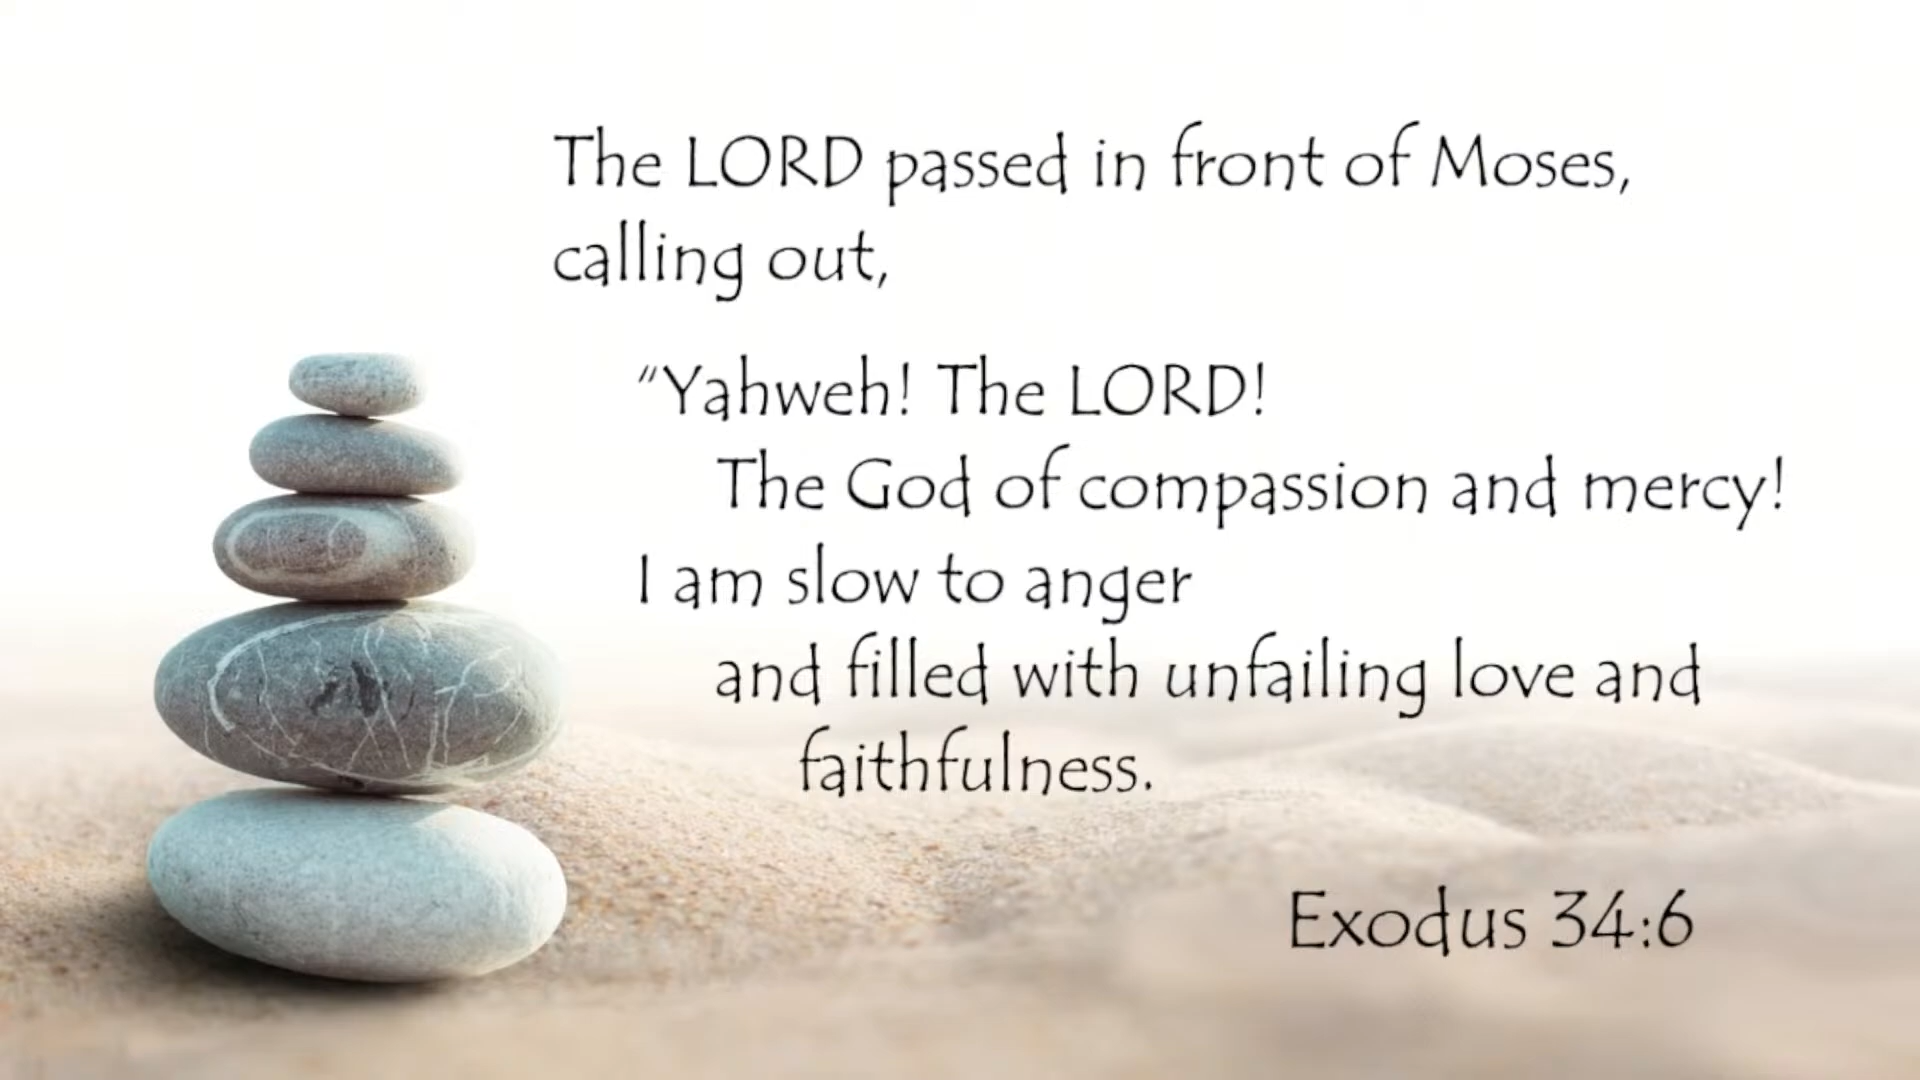 The LORD passed in front of Moses,
calling out,
“Yahweh! The LORD!
The God of compassion and mercy!
I am slow to anger
and filled with unfailing love and
faithfulness.
Exodus 34:6